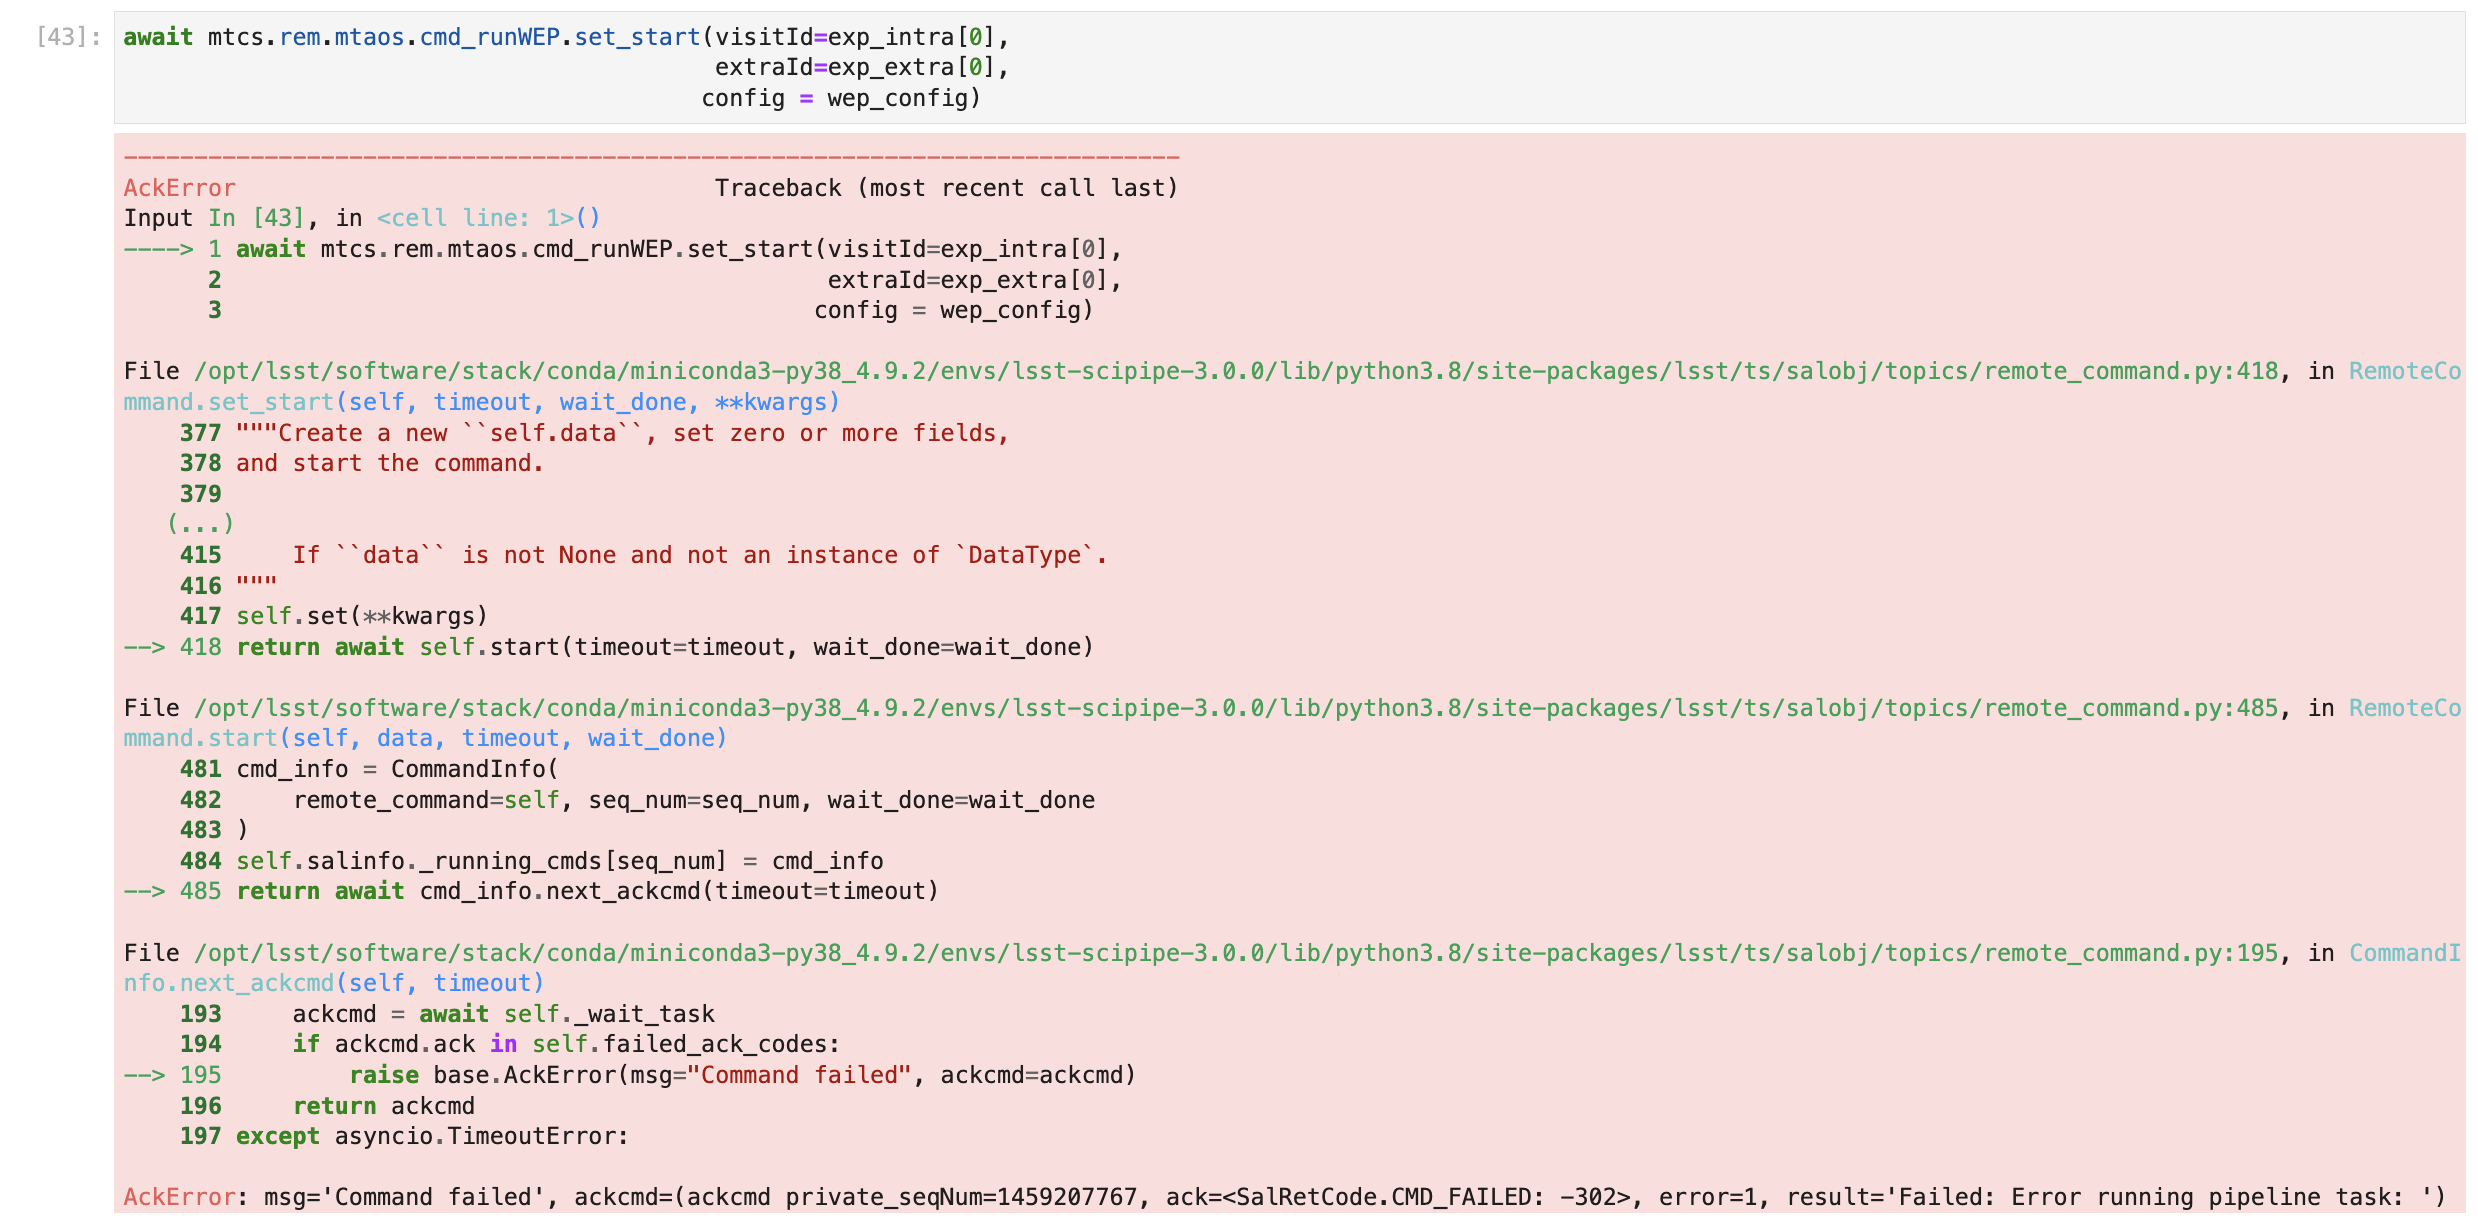 [43]: await mtcs.rem.mtaos.cmd_runWEP.set_start(visitId=exp_intra[0],
                                          extraId=exp_extra[0],
                                         config = wep_config)
---------------------------------------------------------------------------
AckError                                  Traceback (most recent call last)
Input In [43], in <cell line: 1>()
----> 1 await mtcs.rem.mtaos.cmd_runWEP.set_start(visitId=exp_intra[0],
      2                                           extraId=exp_extra[0],
      3                                          config = wep_config)

File /opt/lsst/software/stack/conda/miniconda3-py38_4.9.2/envs/lsst-scipipe-3.0.0/lib/python3.8/site-packages/lsst/ts/salobj/topics/remote_command.py:418, in RemoteCo
mmand.set_start(self, timeout, wait_done, **kwargs)
    377 """Create a new ``self.data``, set zero or more fields,
    378 and start the command.
    379
   (...)
    415     If ``data`` is not None and not an instance of `DataType`.
    416 """
    417 self.set(**kwargs)
--> 418 return await self.start(timeout=timeout, wait_done=wait_done)

File /opt/lsst/software/stack/conda/miniconda3-py38_4.9.2/envs/lsst-scipipe-3.0.0/lib/python3.8/site-packages/lsst/ts/salobj/topics/remote_command.py:485, in RemoteCo
mmand.start(self, data, timeout, wait_done)
    481 cmd_info = CommandInfo(
    482     remote_command=self, seq_num=seq_num, wait_done=wait_done
    483 )
    484 self.salinfo._running_cmds[seq_num] = cmd_info
--> 485 return await cmd_info.next_ackcmd(timeout=timeout)

File /opt/lsst/software/stack/conda/miniconda3-py38_4.9.2/envs/lsst-scipipe-3.0.0/lib/python3.8/site-packages/lsst/ts/salobj/topics/remote_command.py:195, in CommandI
nfo.next_ackcmd(self, timeout)
    193     ackcmd = await self._wait_task
    194     if ackcmd.ack in self.failed_ack_codes:
--> 195         raise base.AckError(msg="Command failed", ackcmd=ackcmd)
    196     return ackcmd
    197 except asyncio.TimeoutError:

AckError: msg='Command failed', ackcmd=(ackcmd private_seqNum=1459207767, ack=<SalRetCode.CMD_FAILED: -302>, error=1, result='Failed: Error running pipeline task: ')